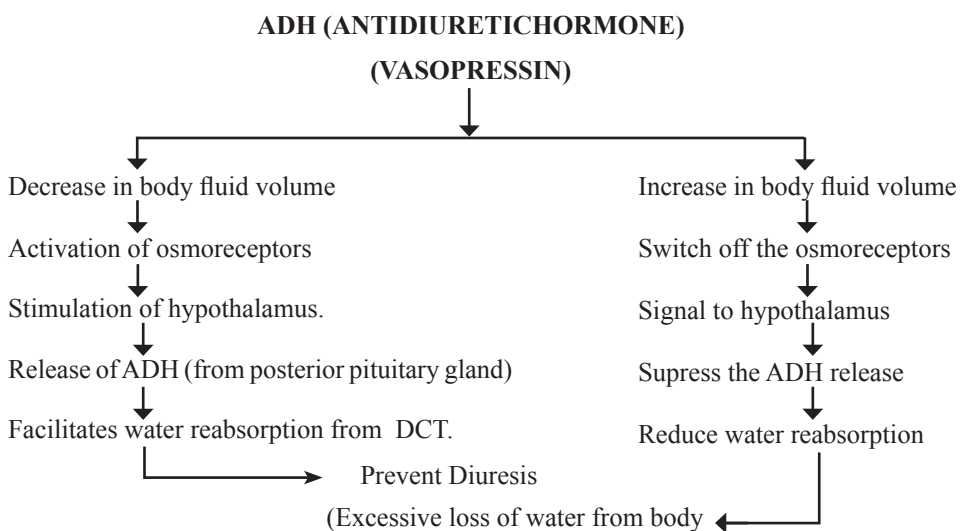 ADH (ANTIDIURETICHORMONE)
(VASOPRESSIN)
Decrease in body fluid volume
Activation of osmoreceptors
Stimulation of hypothalamus.
Release of ADH (from posterior pituitary gland)
Facilitates water reabsorption from DCT.
Prevent Diuresis
Increase in body fluid volume
Switch off the osmoreceptors
Signal to hypothalamus
Supress the ADH release
Reduce water reabsorption
(Excessive loss of water from body